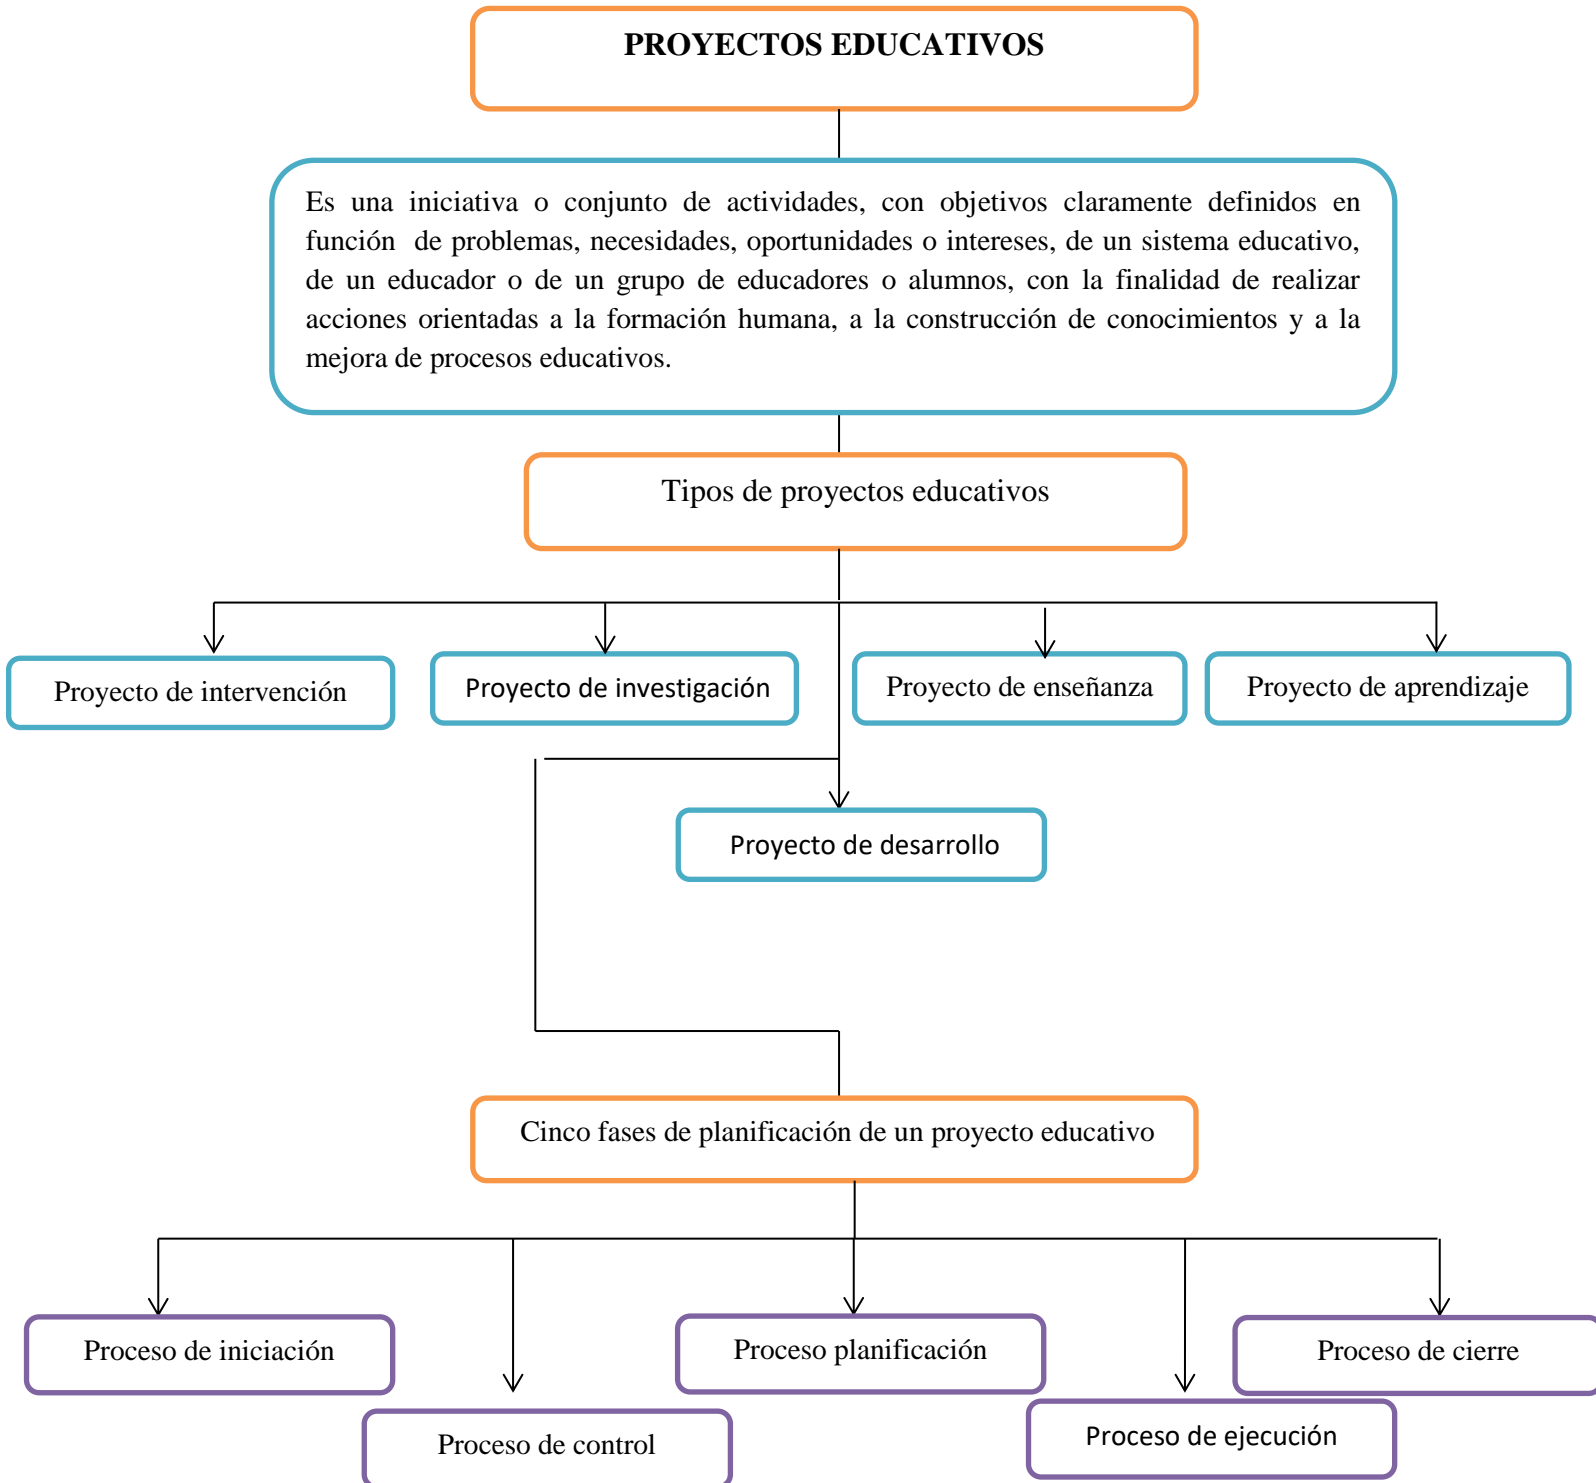 PROYECTOS EDUCATIVOS
Es una iniciativa o conjunto de actividades, con objetivos claramente definidos en
función de problemas, necesidades, oportunidades o intereses, de un sistema educativo,
de un educador o de un grupo de educadores o alumnos, con la finalidad de realizar
acciones orientadas a la formación humana, a la construcción de conocimientos y a la
mejora de procesos educativos.
Tipos de proyectos educativos
Proyecto de intervención
Proyecto de investigación
Proyecto de enseñanza
Proyecto de aprendizaje
Proyecto de desarrollo
Cinco fases de planificación de un proyecto educativo
Proceso de iniciación
Proceso planificación
Proceso de cierre
Proceso de control
Proceso de ejecución